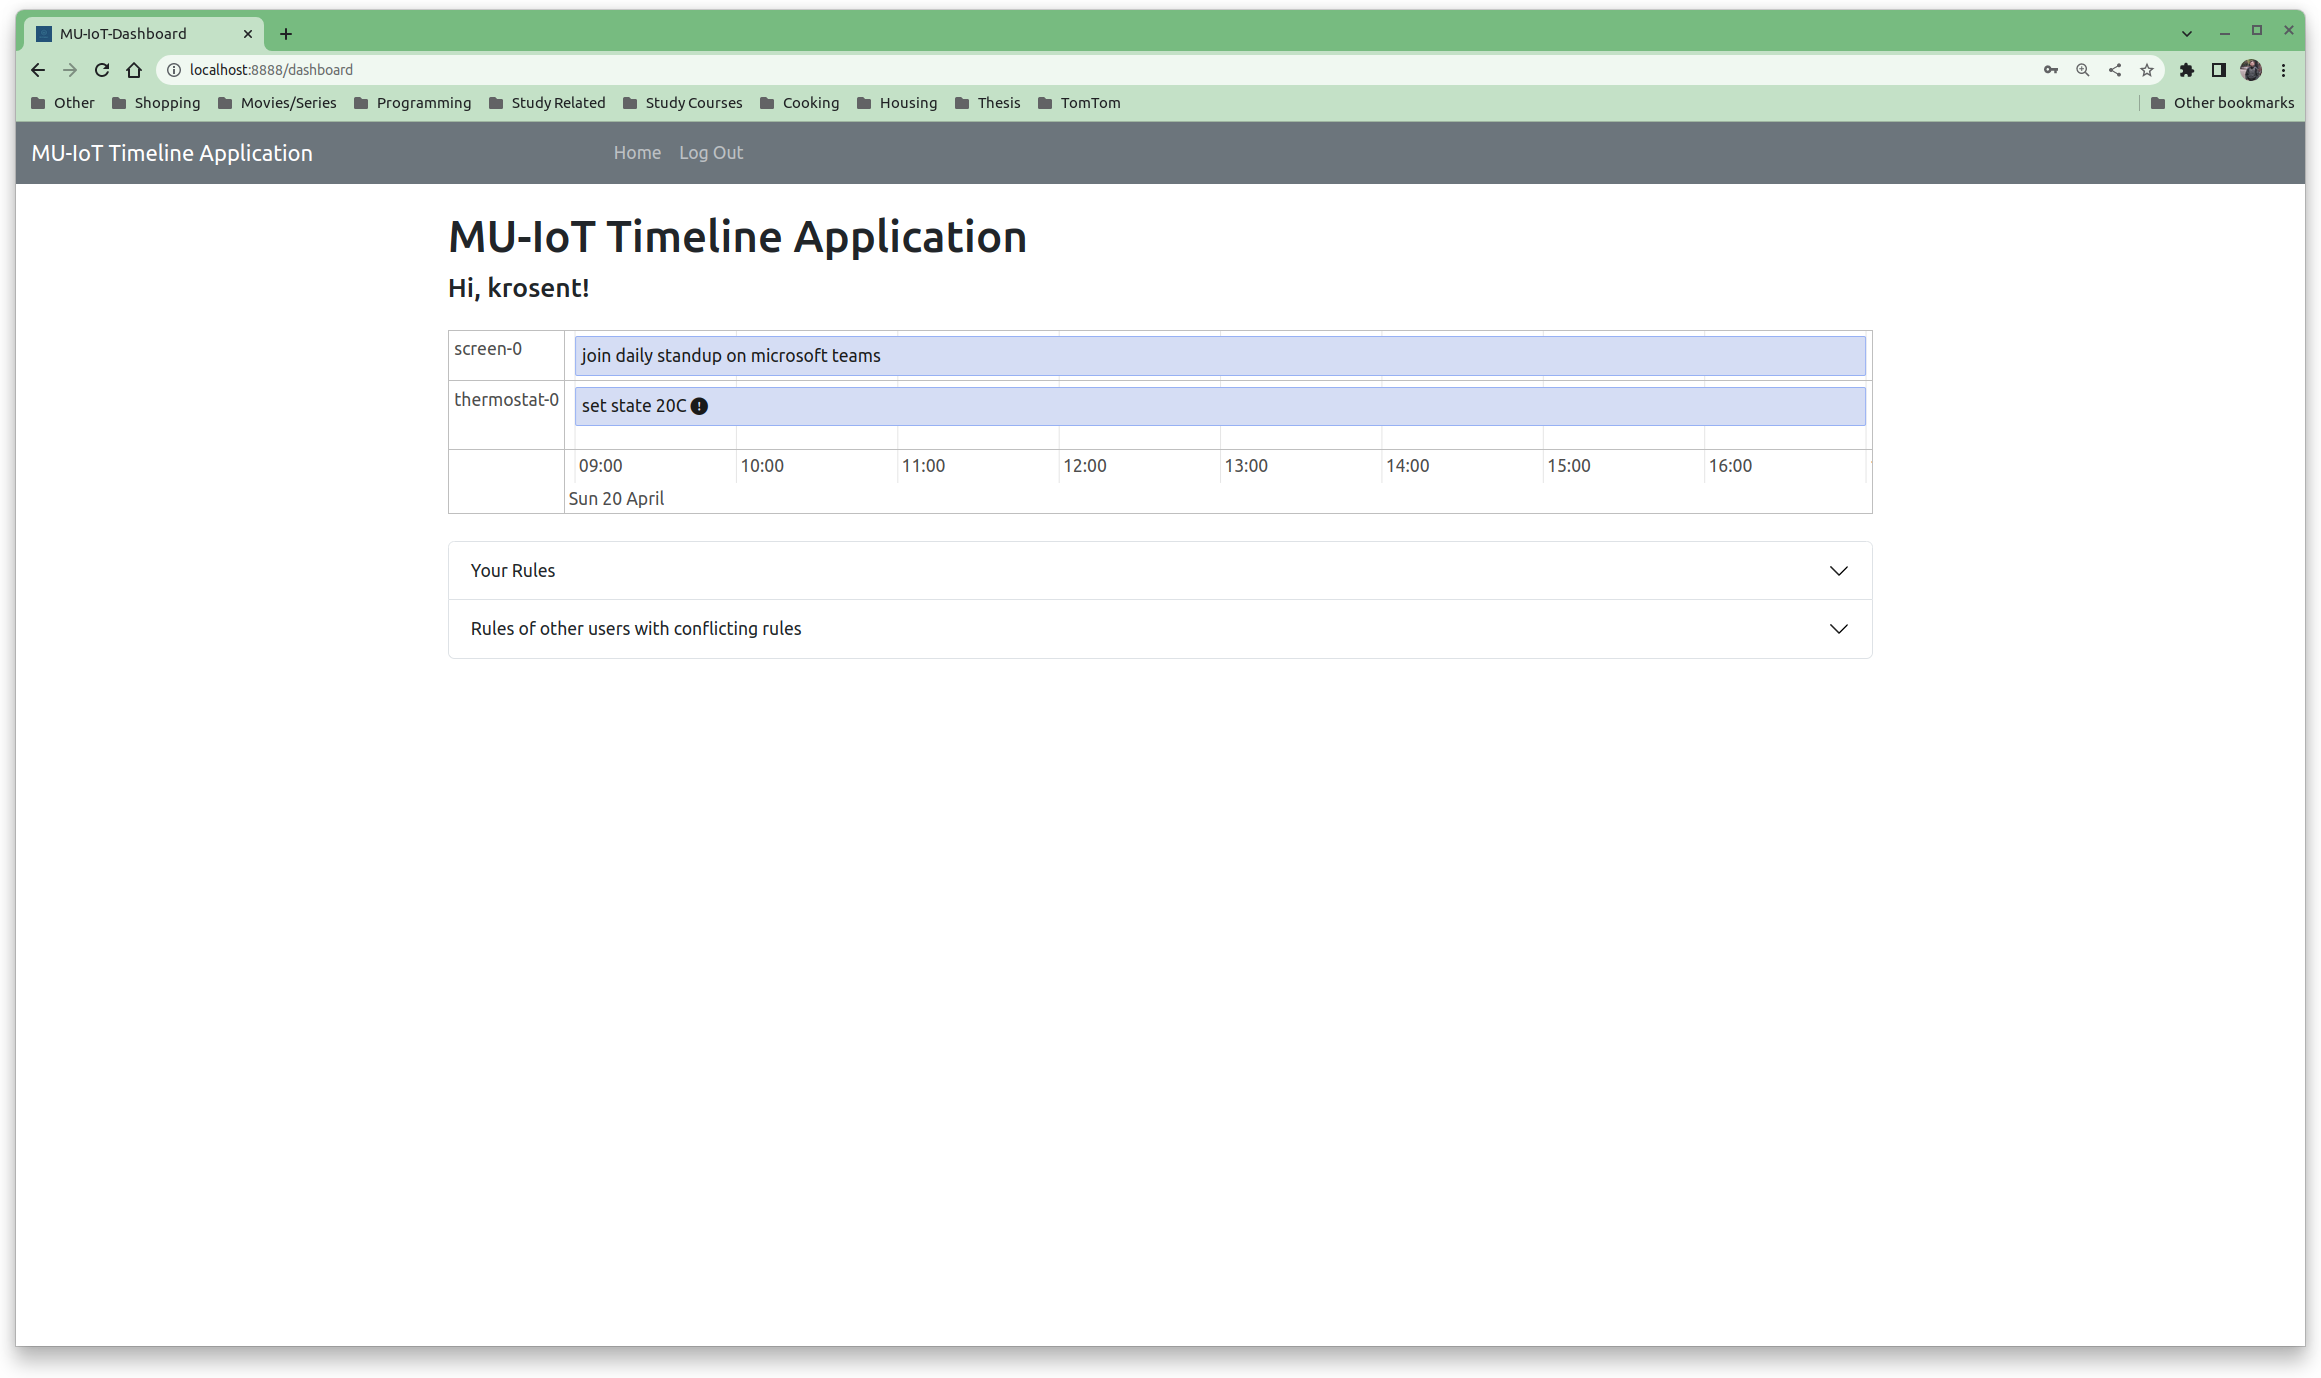 MU-IoT-Dashboard
localhost:8888/dashboard
Other Shopping Movies/Series Programming Study Related Study Courses Cooking Housing Thesis TomTom Other bookmarks
MU-IoT Timeline Application Home Log Out
MU-IoT Timeline Application
Hi, krosent!
screen-0 join daily standup on microsoft teams
thermostat-0 set state 20C
09:00 10:00 11:00 12:00 13:00 14:00 15:00 16:00
Sun 20 April
Your Rules
Rules of other users with conflicting rules